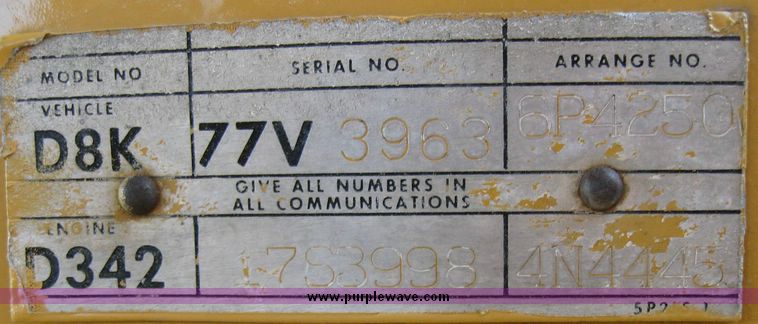 MODEL NO SERIAL NO. ARRANGE NO.
VEHICLE
D8K 77V 3963 6P4250
GIVE ALL NUMBERS IN
ALL COMMUNICATIONS
ENGINE
D342 17S3998 4N4445
www.purplewave.com